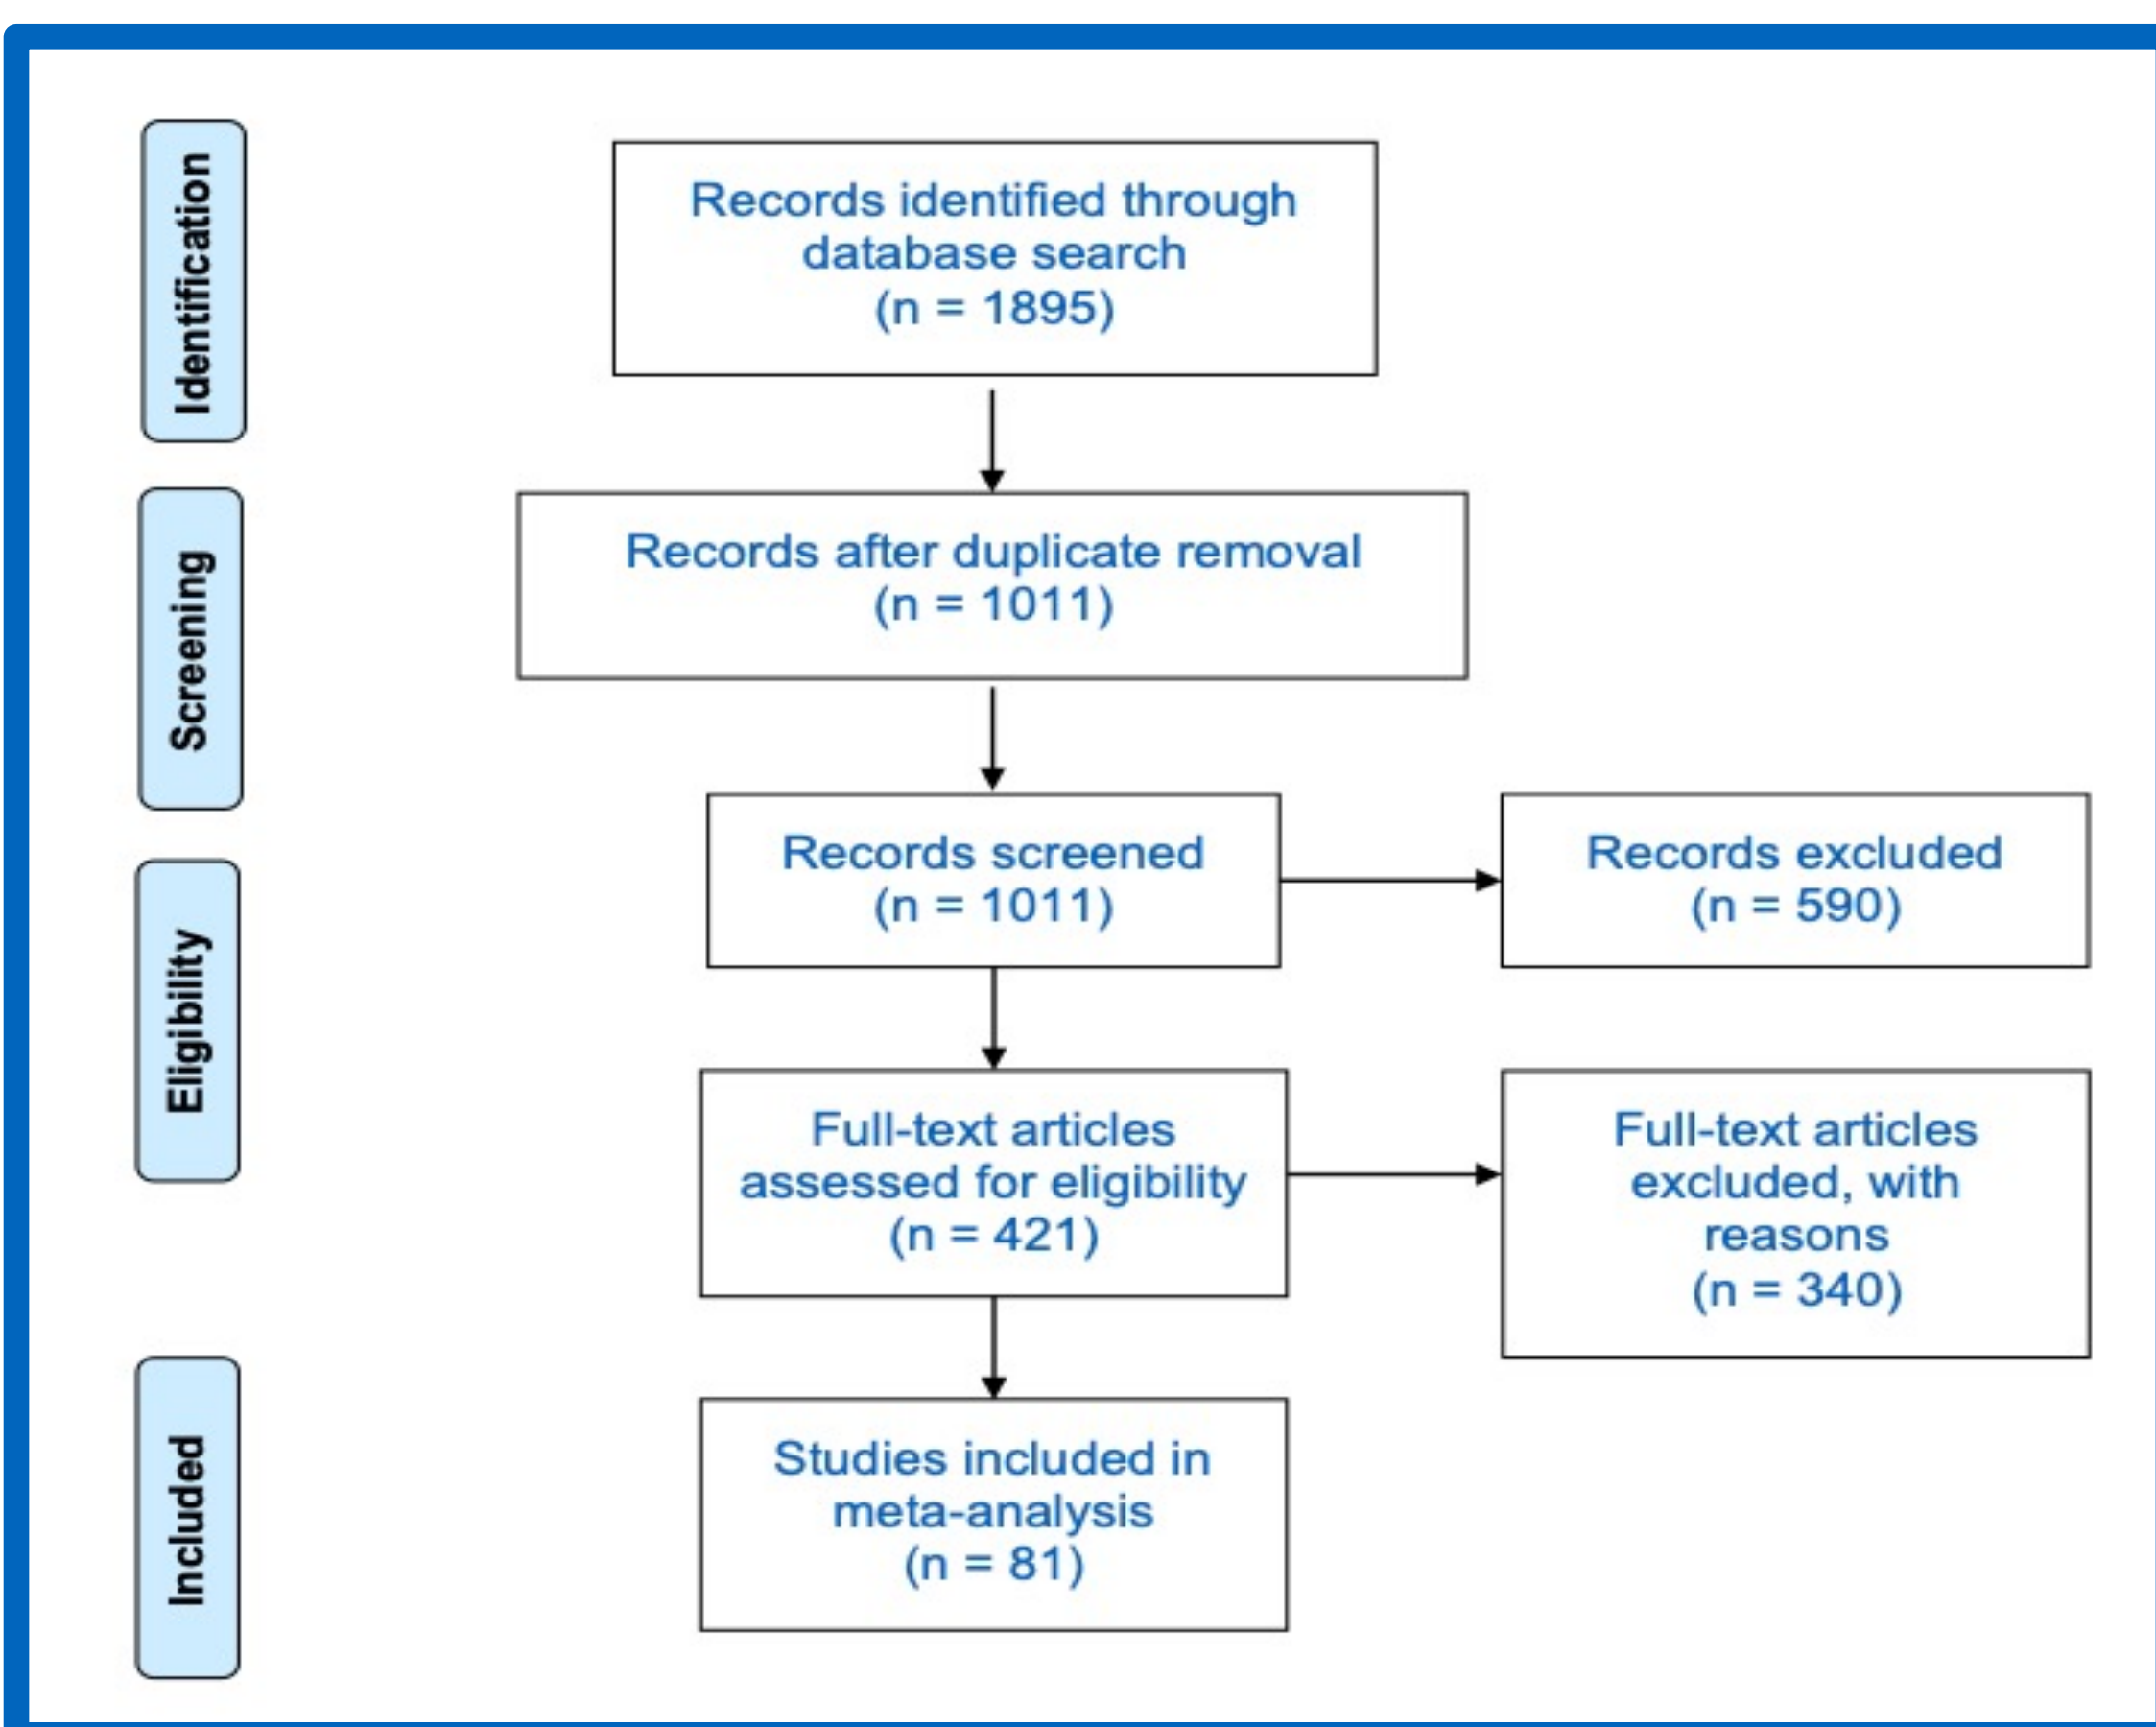 Identification
Records identified through
database search
(n = 1895)
Screening
Records after duplicate removal
(n = 1011)
Records screened
(n = 1011)
Records excluded
(n = 590)
Eligibility
Full-text articles
assessed for eligibility
(n = 421)
Full-text articles
excluded, with
reasons
(n = 340)
Included
Studies included in
meta-analysis
(n = 81)